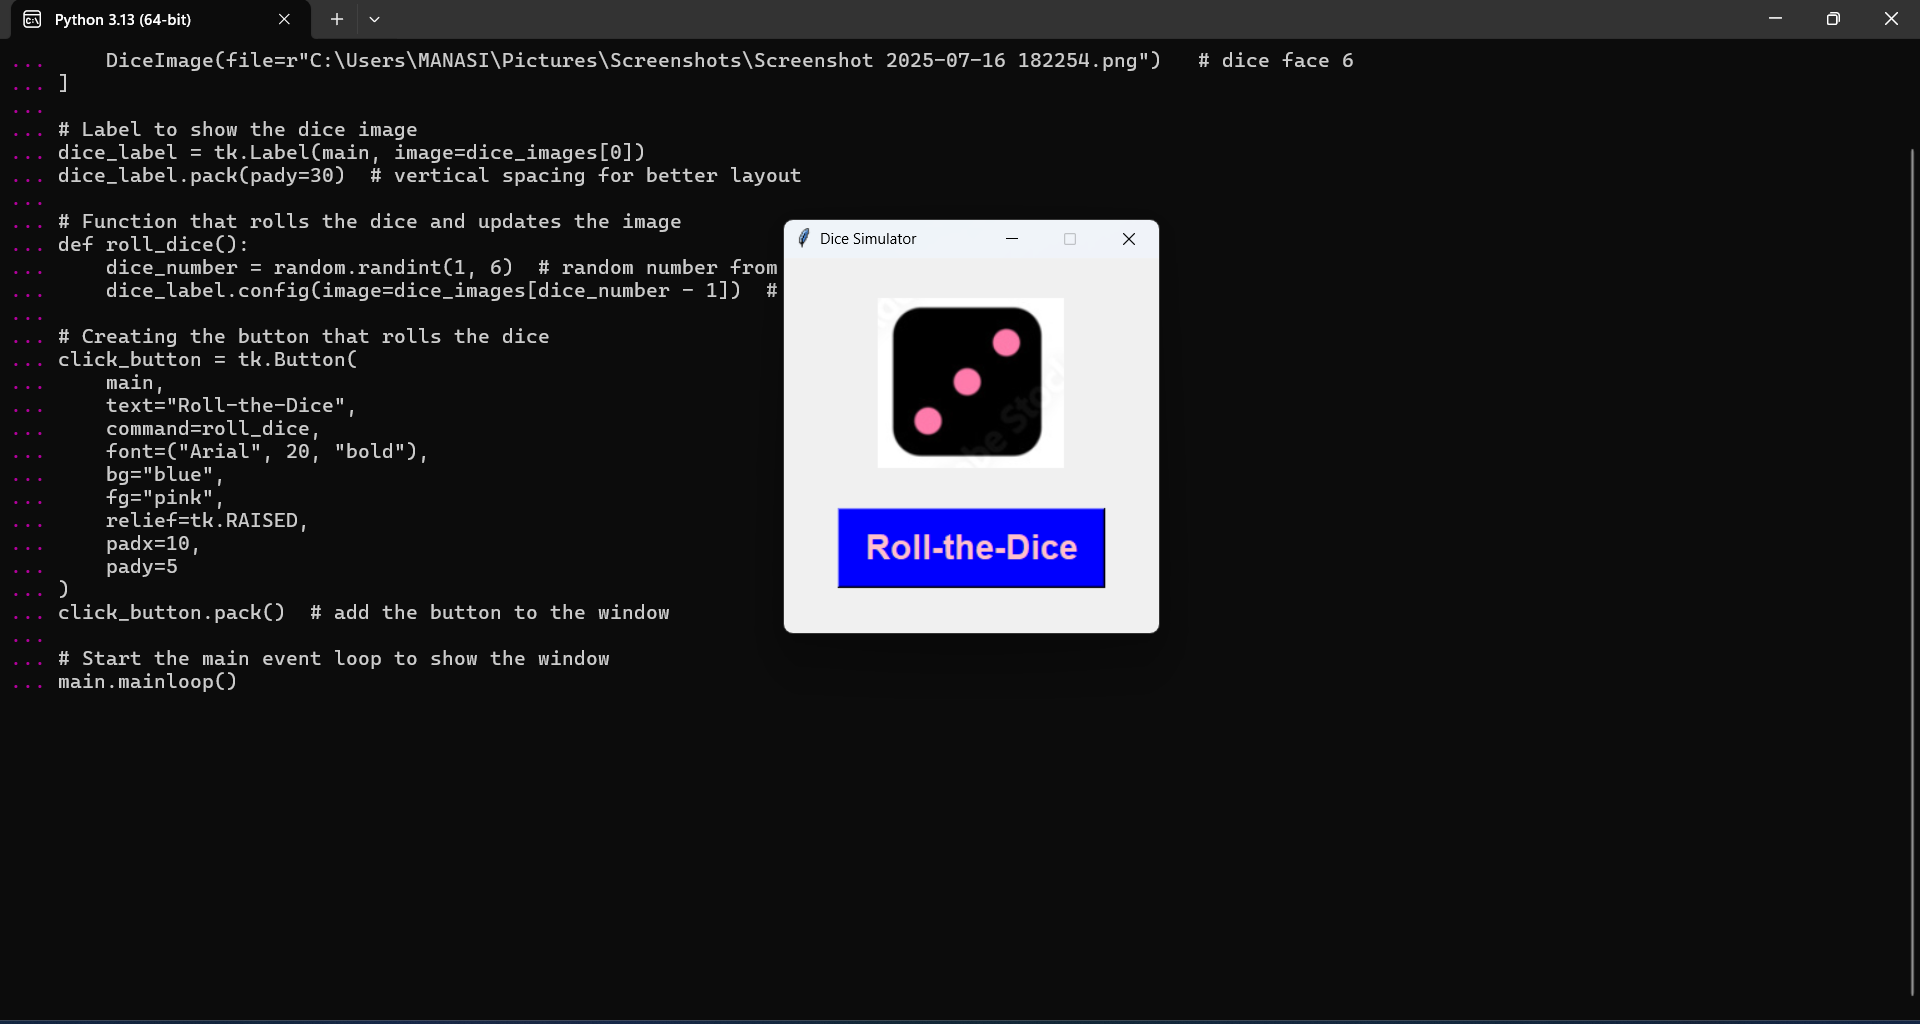 Python 3.13 (64-bit)
...     DiceImage(file=r"C:\Users\MANASI\Pictures\Screenshots\Screenshot 2025-07-16 182254.png")   # dice face 6
... ]
...
... # Label to show the dice image
... dice_label = tk.Label(main, image=dice_images[0])
... dice_label.pack(pady=30)  # vertical spacing for better layout
...
... # Function that rolls the dice and updates the image
... def roll_dice():
...     dice_number = random.randint(1, 6)  # random number from
...     dice_label.config(image=dice_images[dice_number - 1])  #
...
... # Creating the button that rolls the dice
... click_button = tk.Button(
...     main,
...     text="Roll-the-Dice",
...     command=roll_dice,
...     font=("Arial", 20, "bold"),
...     bg="blue",
...     fg="pink",
...     relief=tk.RAISED,
...     padx=10,
...     pady=5
... )
... click_button.pack()  # add the button to the window
...
... # Start the main event loop to show the window
... main.mainloop()
Dice Simulator
Roll-the-Dice